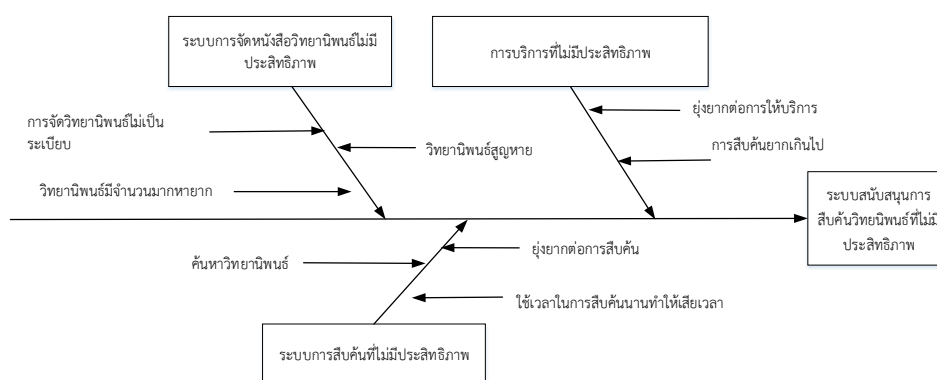 ระบบการจัดหนังสือวิทยานิพนธ์ไม่มี
ประสิทธิภาพ
การบริการที่ไม่มีประสิทธิภาพ
การจัดวิทยานิพนธ์ไม่เป็น
ระเบียบ
วิทยานิพนธ์สูญหาย
วิทยานิพนธ์มีจำนวนมากหายาก
ยุ่งยากต่อการให้บริการ
การสืบค้นยากเกินไป
ระบบสนับสนุนการ
สืบค้นวิทยนิพนธ์ที่ไม่มี
ประสิทธิภาพ
ค้นหาวิทยานิพนธ์
ยุ่งยากต่อการสืบค้น
ใช้เวลาในการสืบค้นนานทำให้เสียเวลา
ระบบการสืบค้นที่ไม่มีประสิทธิภาพ